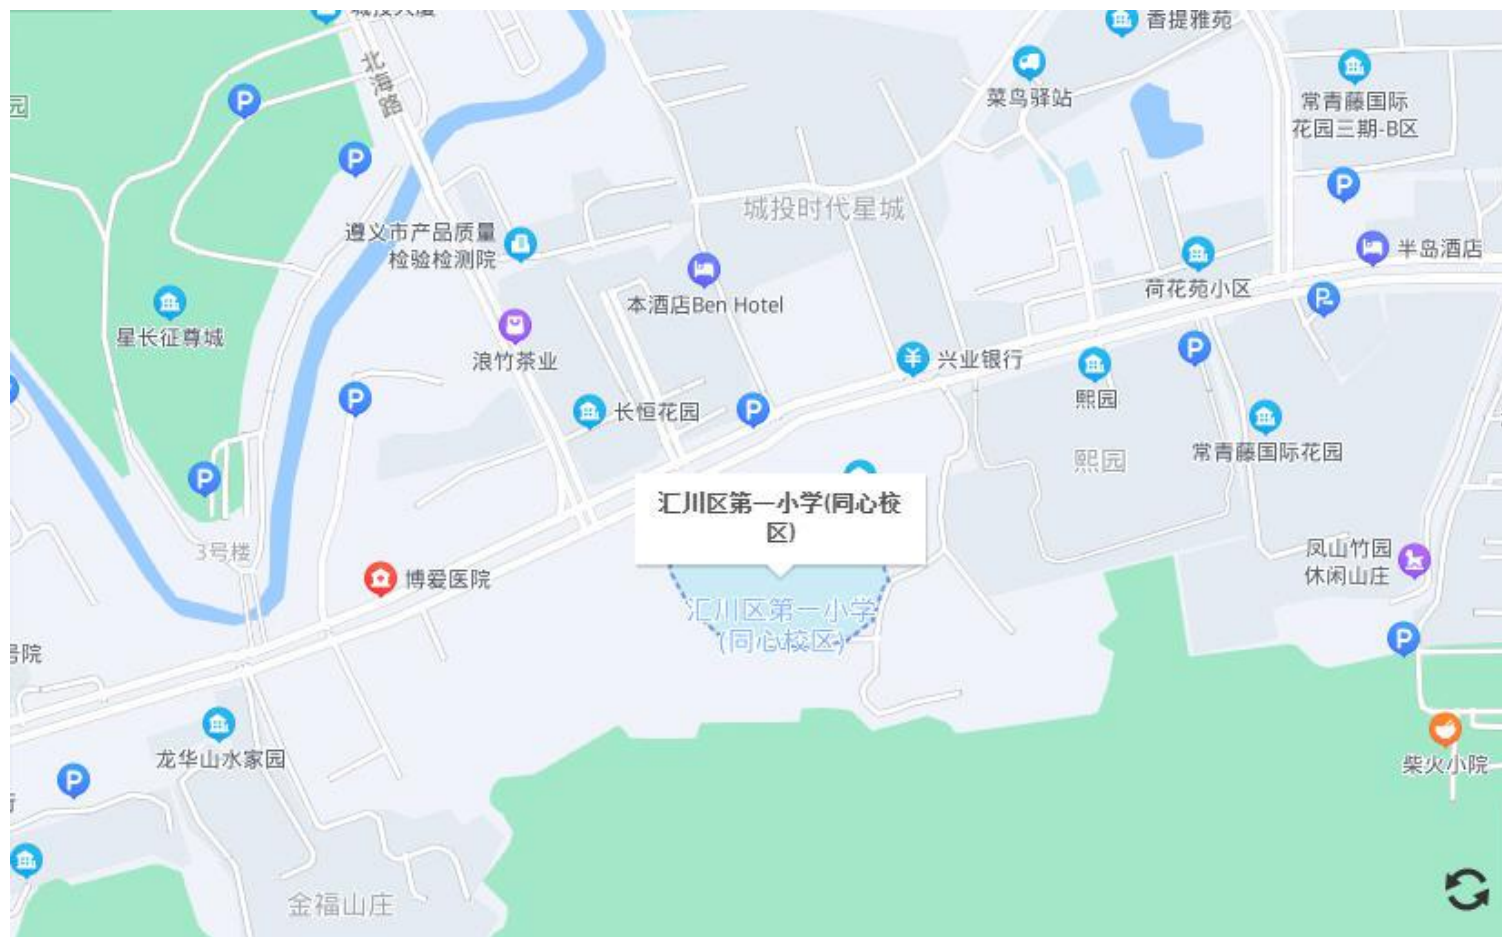 香提雅苑
北海路
菜鸟驿站
常青藤国际
花园三期-B区
园
城投时代星城
遵义市产品质量
检验检测院
半岛酒店
荷花苑小区
本酒店Ben Hotel
星长征尊城
浪竹茶业
兴业银行
熙园
长恒花园
熙园
常青藤国际花园
汇川区第一小学(同心校
区)
3号楼
凤山竹园
休闲山庄
博爱医院
汇川区第一小学
(同心校区)
号院
龙华山水家园
柴火小院
金福山庄